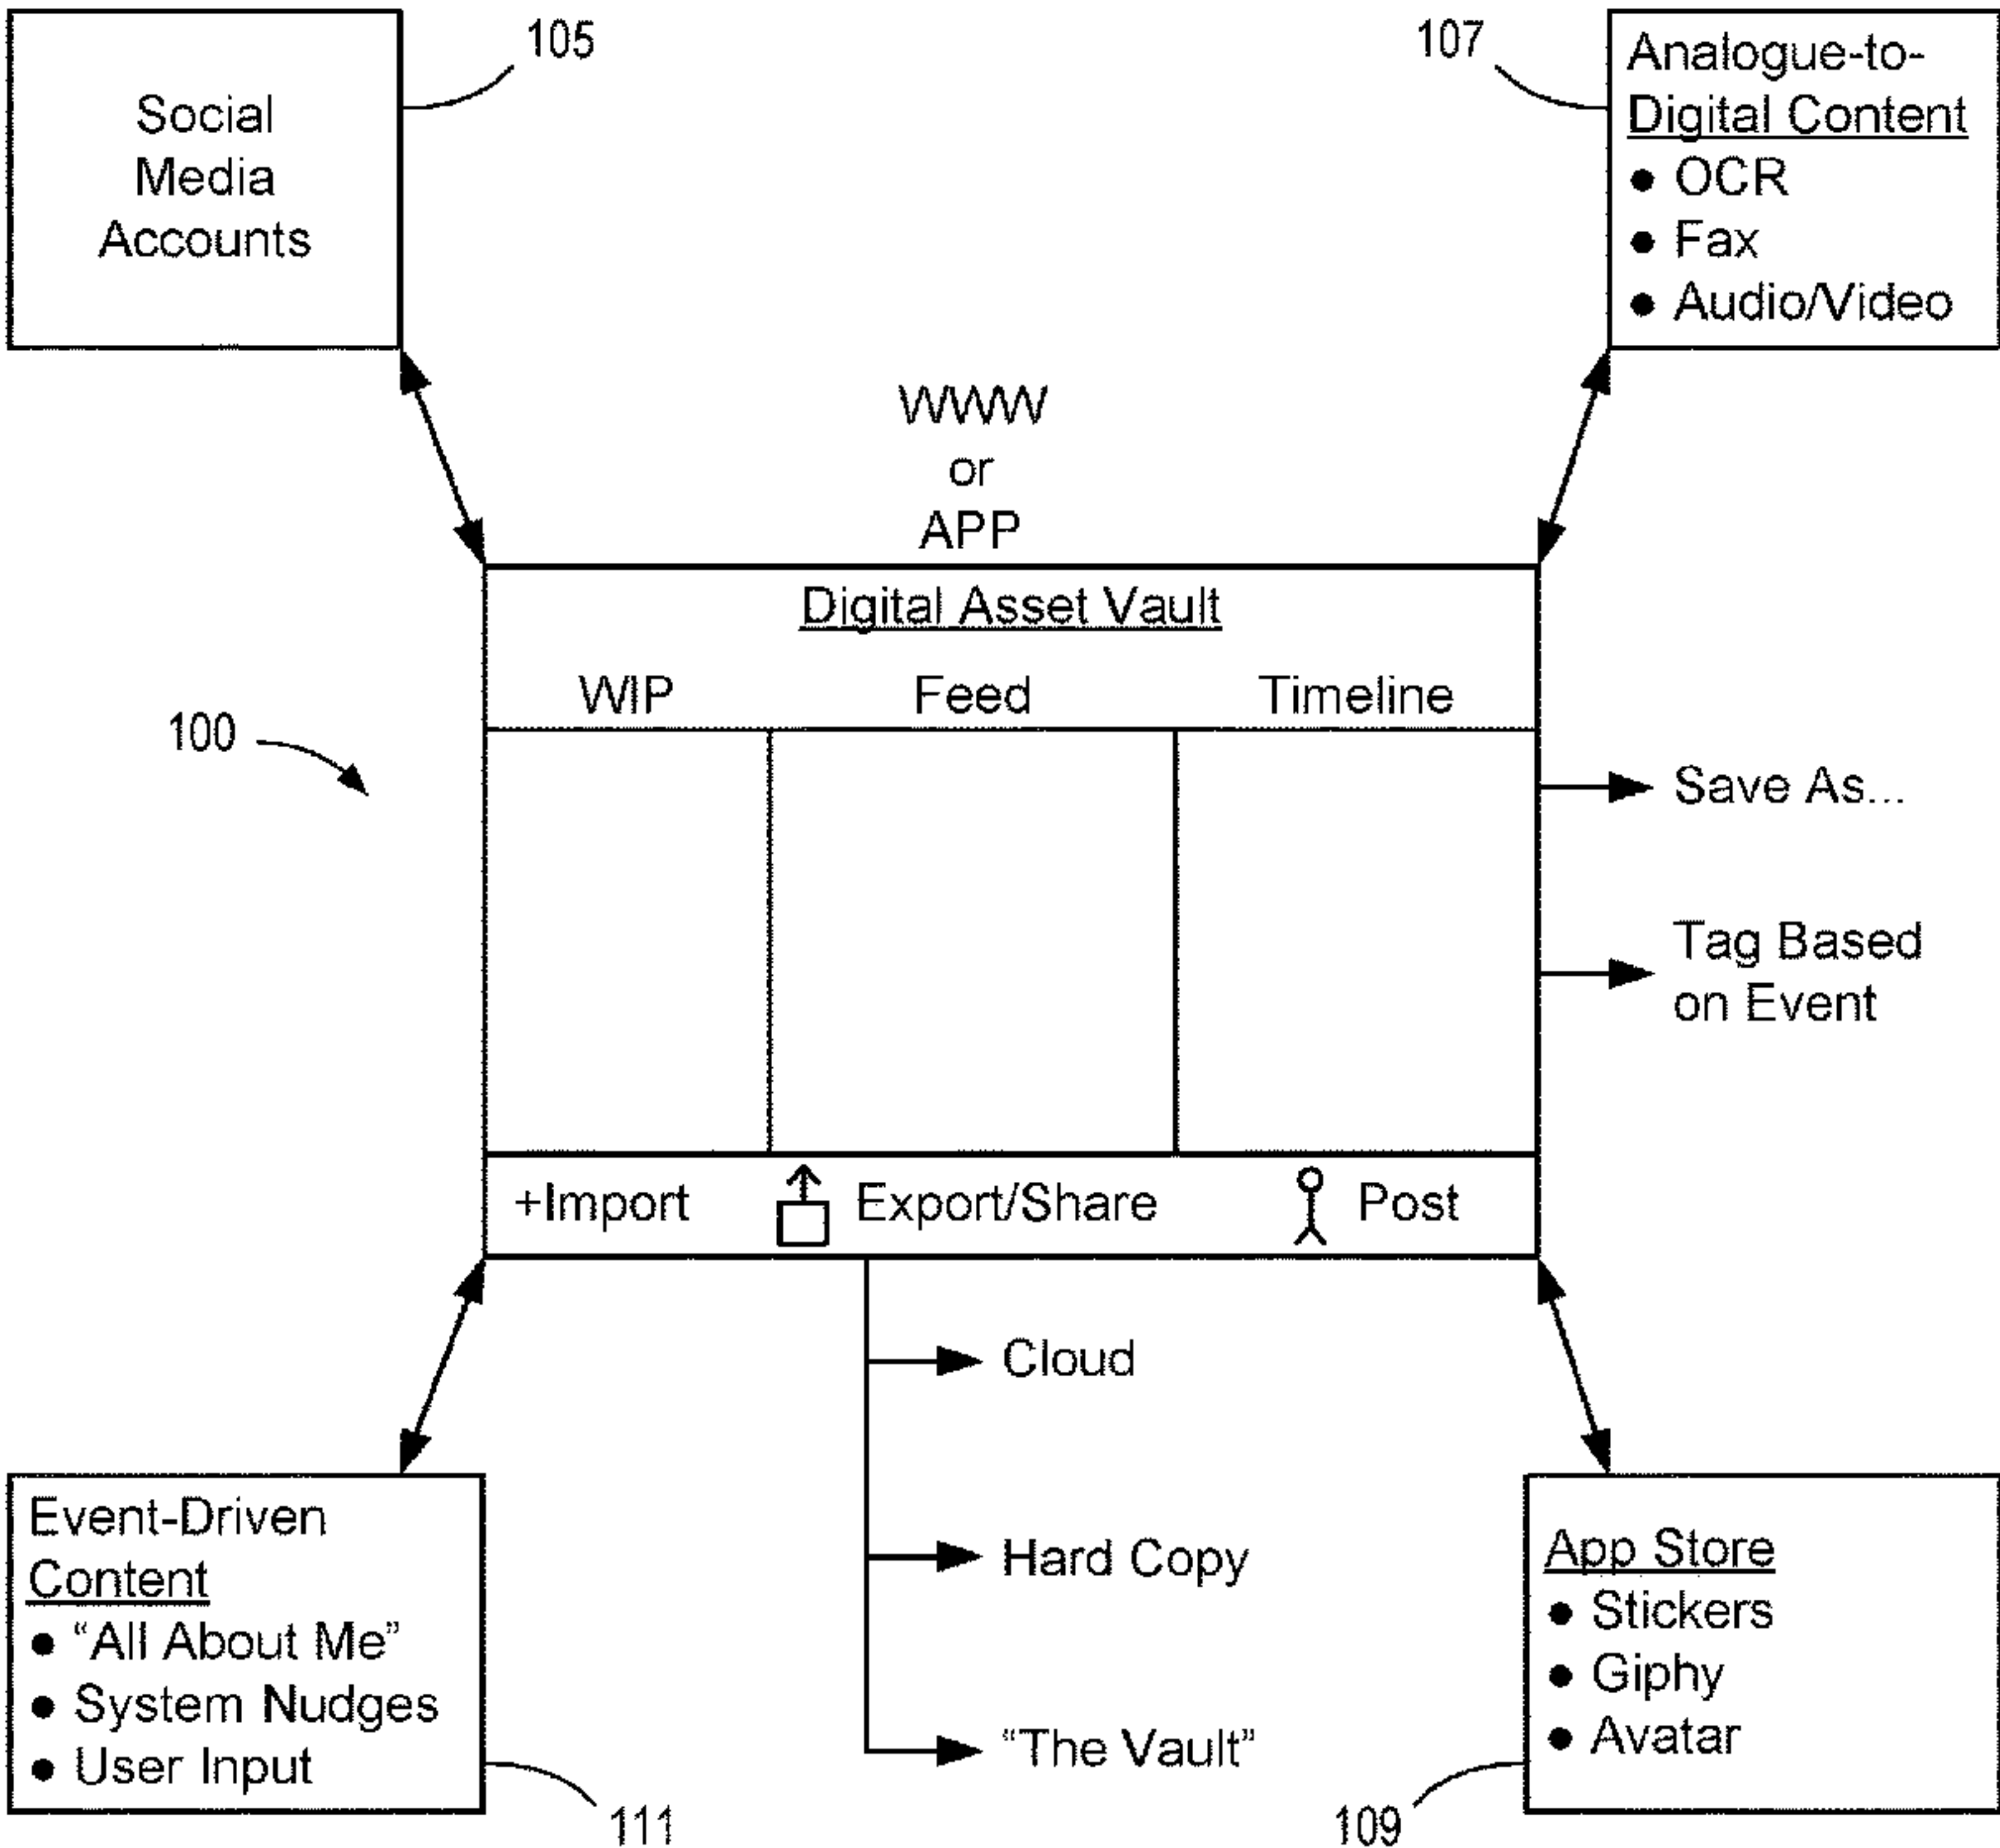 105
Social
Media
Accounts
107
Analogue-to-
Digital Content
● OCR
● Fax
● Audio/Video
WWW
or
APP
Digital Asset Vault
WIP Feed Timeline
100
Save As...
Tag Based
on Event
+Import Export/Share Post
Cloud
Hard Copy
“The Vault”
Event-Driven
Content
● “All About Me”
● System Nudges
● User Input
111
App Store
● Stickers
● Giphy
● Avatar
109